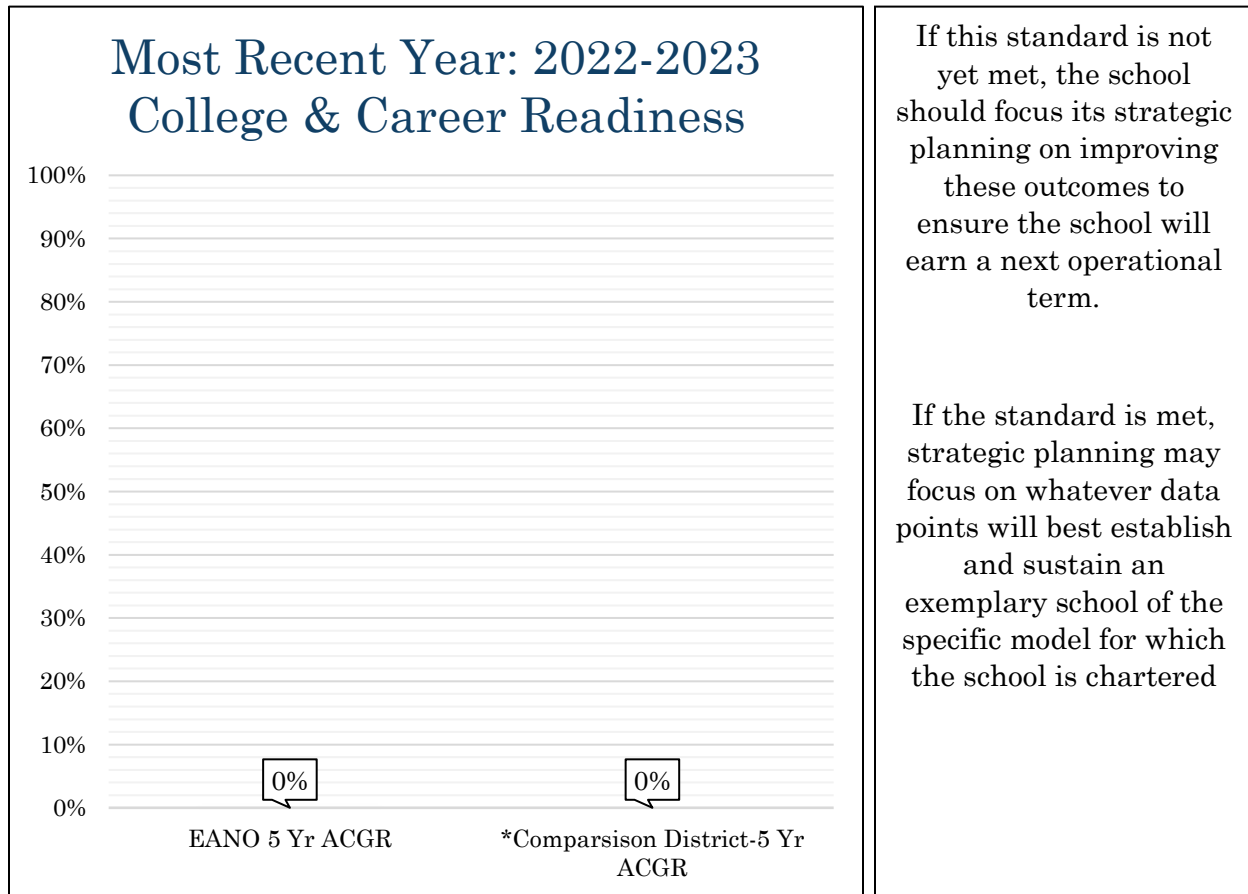 Most Recent Year: 2022-2023
College & Career Readiness
100%
90%
80%
70%
60%
50%
40%
30%
20%
10%
0%
0%
0%
EANO 5 Yr ACGR
*Comparsison District-5 Yr
ACGR
If this standard is not
yet met, the school
should focus its strategic
planning on improving
these outcomes to
ensure the school will
earn a next operational
term.
If the standard is met,
strategic planning may
focus on whatever data
points will best establish
and sustain an
exemplary school of the
specific model for which
the school is chartered